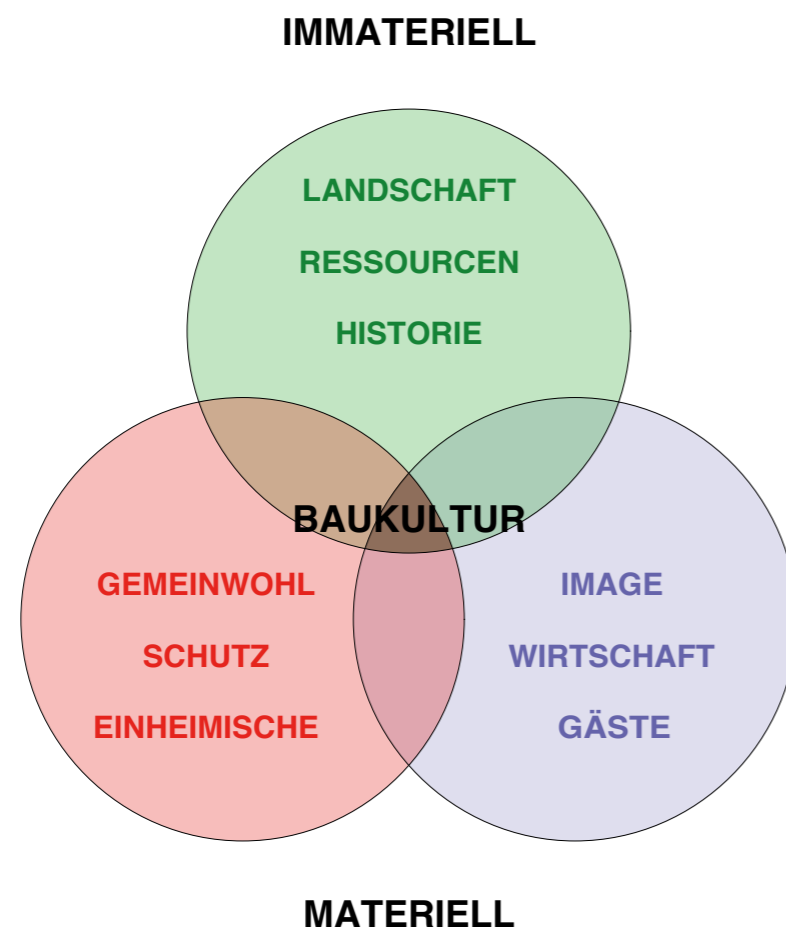 IMMATERIELL
LANDSCHAFT
RESSOURCEN
HISTORIE
BAUKULTUR
GEMEINWOHL
SCHUTZ
EINHEIMISCHE
IMAGE
WIRTSCHAFT
GÄSTE
MATERIELL